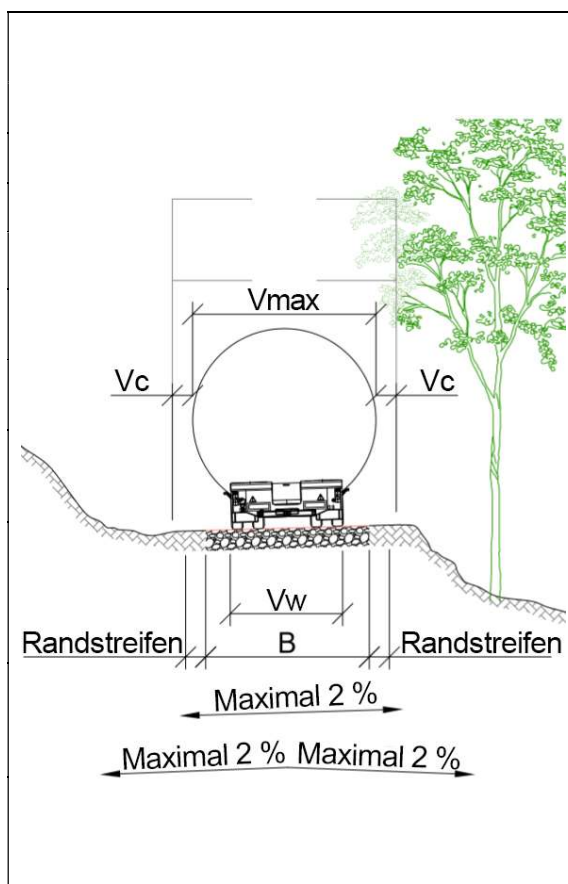 Vmax
Vc Vc
Vw
Randstreifen B Randstreifen
Maximal 2 %
Maximal 2 % Maximal 2 %